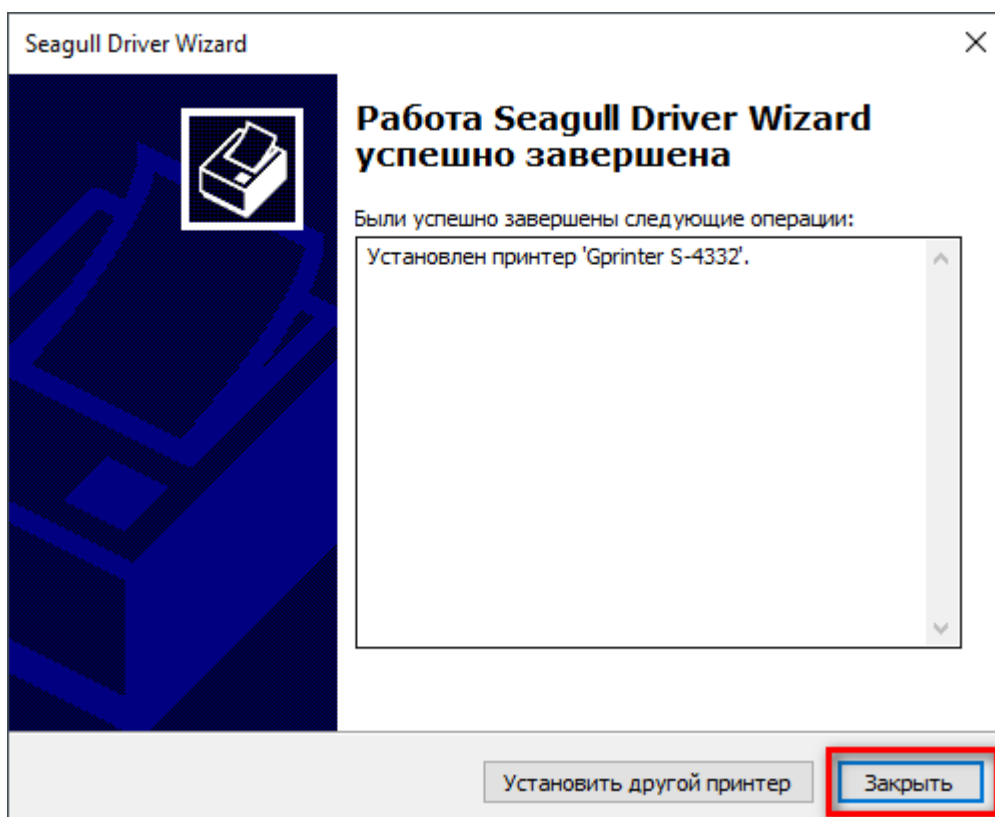 Seagull Driver Wizard
Работа Seagull Driver Wizard
успешно завершена
Были успешно завершены следующие операции:
Установлен принтер 'Gprinter S-4332'.
Установить другой принтер
Закрыть